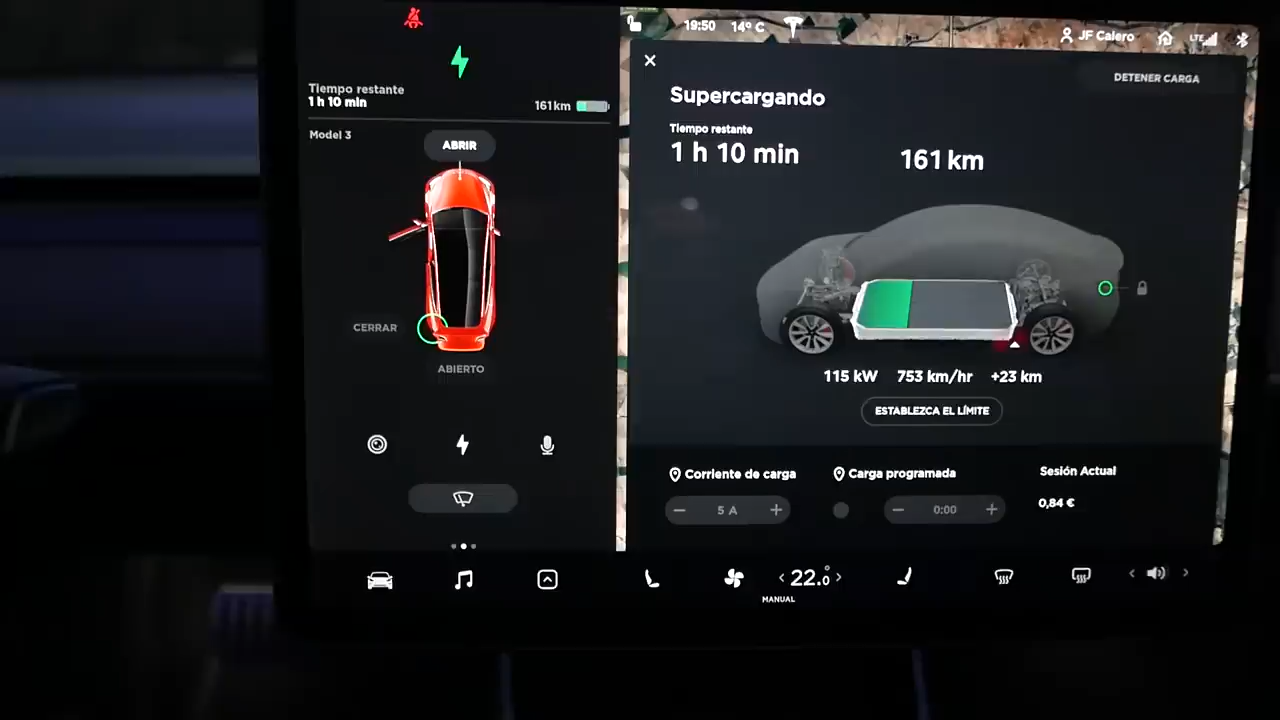 Tiempo restante
1 h 10 min
161 km
Model 3
ABRIR
CERRAR
ABIERTO
19:50
14° C
JF Calero
LTE
DETENER CARGA
Supercargando
Tiempo restante
1 h 10 min
161 km
115 kW
753 km/hr
+23 km
ESTABLEZCA EL LÍMITE
Corriente de carga
Carga programada
Sesión Actual
5 A
0:00
0,84 €
22.0
MANUAL